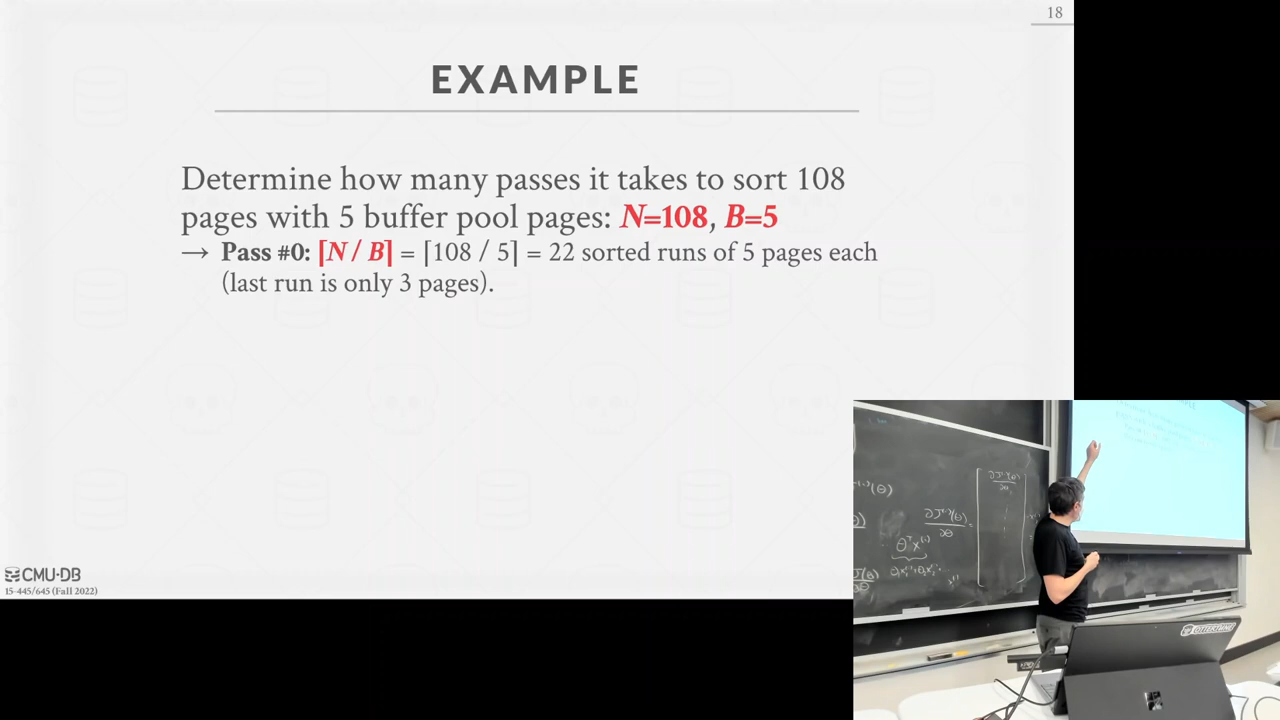 18
EXAMPLE
Determine how many passes it takes to sort 108
pages with 5 buffer pool pages: N=108, B=5
→ Pass #0: ⌈N / B⌉ = ⌈108 / 5⌉ = 22 sorted runs of 5 pages each
(last run is only 3 pages).
CMU·DB
15-445/645 (Fall 2022)
OTTERTUNE